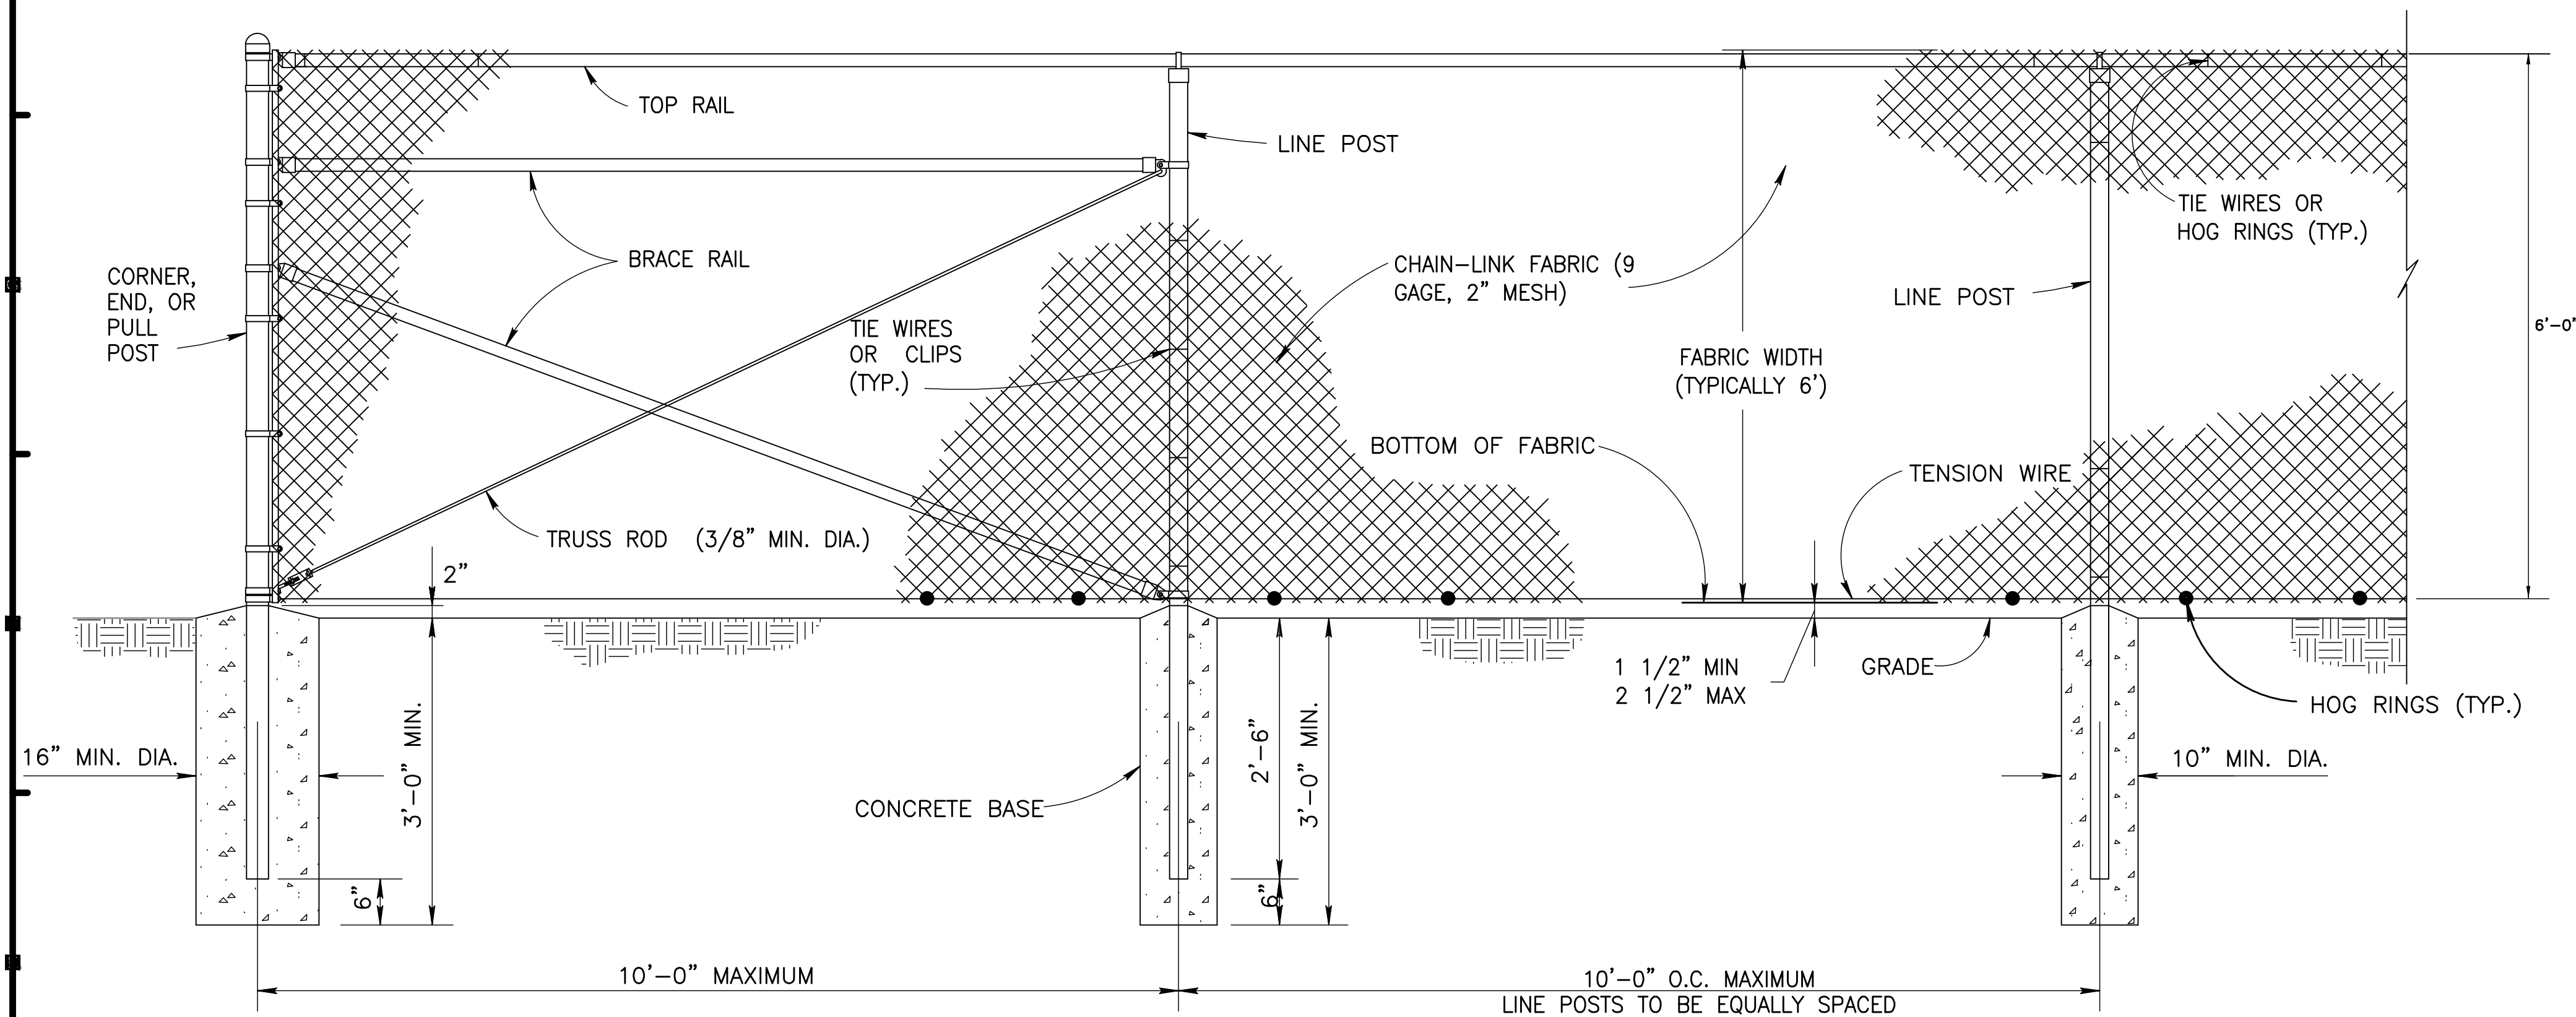 TOP RAIL
LINE POST
TIE WIRES OR
HOG RINGS (TYP.)
BRACE RAIL
CORNER,
END, OR
PULL
POST
CHAIN-LINK FABRIC (9
GAGE, 2" MESH)
LINE POST
6'-0"
TIE WIRES
OR CLIPS
(TYP.)
FABRIC WIDTH
(TYPICALLY 6')
BOTTOM OF FABRIC
TENSION WIRE
TRUSS ROD (3/8" MIN. DIA.)
2"
1 1/2" MIN
2 1/2" MAX
GRADE
HOG RINGS (TYP.)
16" MIN. DIA.
3'-0" MIN.
6"
CONCRETE BASE
2'-6"
3'-0" MIN.
6"
10" MIN. DIA.
10'-0" MAXIMUM
10'-0" O.C. MAXIMUM
LINE POSTS TO BE EQUALLY SPACED